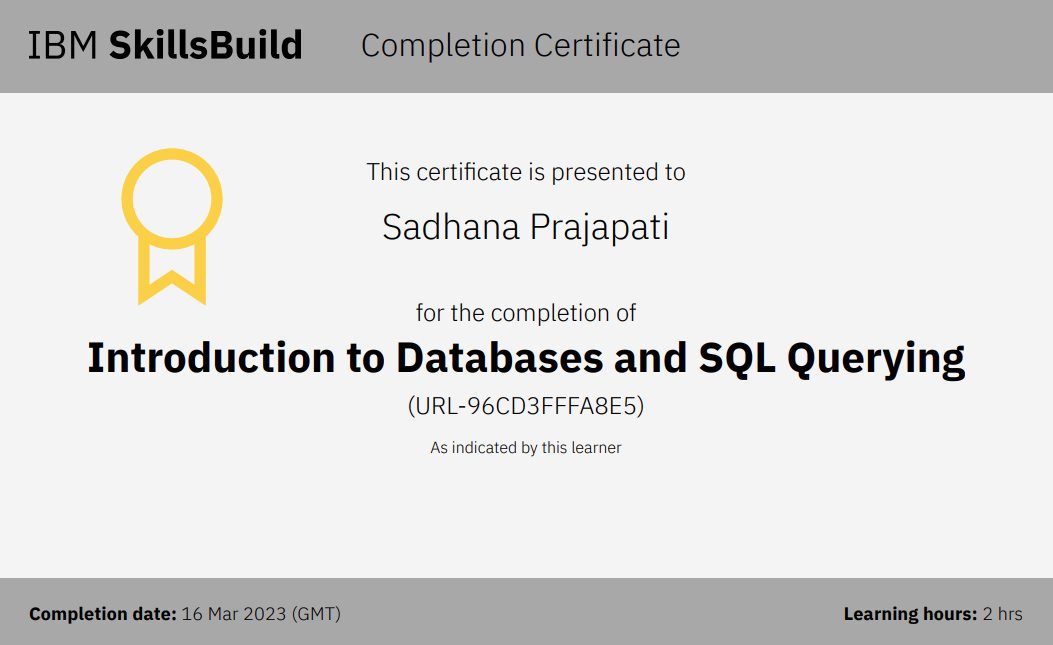 IBM SkillsBuild Completion Certificate
This certificate is presented to
Sadhana Prajapati
for the completion of
Introduction to Databases and SQL Querying
(URL-96CD3FFFA8E5)
As indicated by this learner
Completion date: 16 Mar 2023 (GMT) Learning hours: 2 hrs